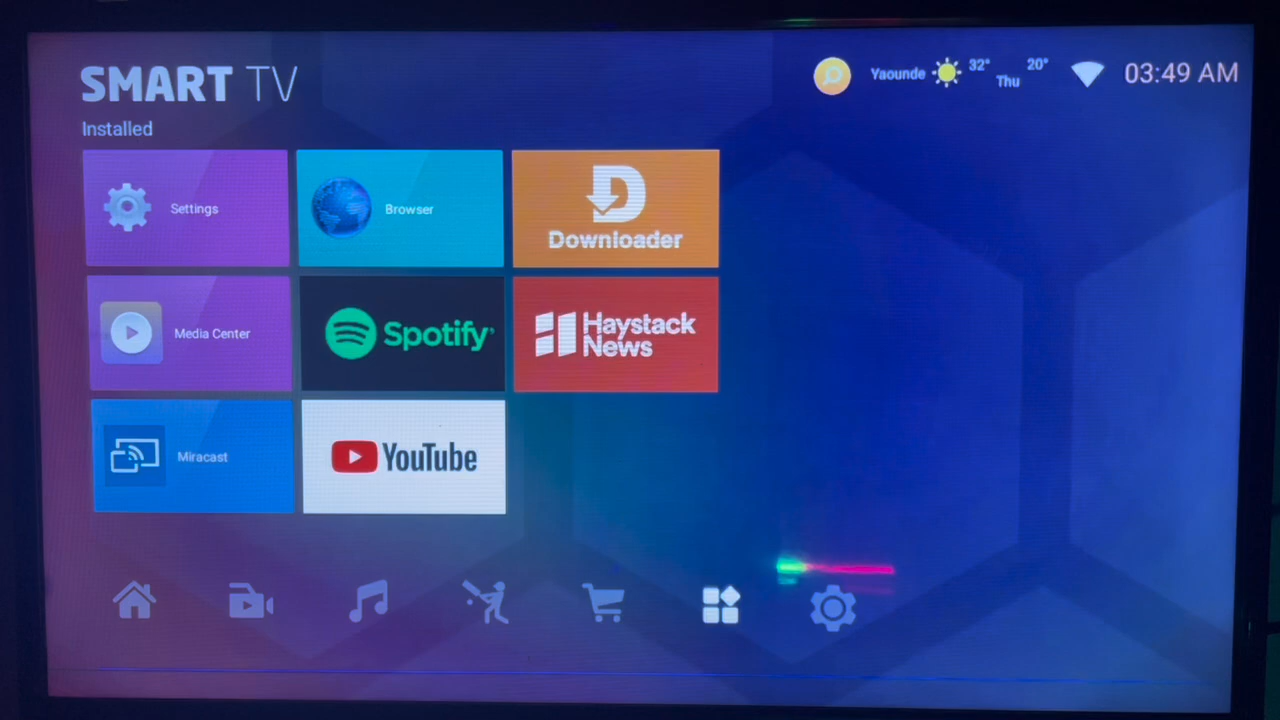 SMART TV
Yaounde 32° Thu 20° 03:49 AM
Installed
Settings
Browser
D
Downloader
Media Center
Spotify
Haystack
News
Miracast
YouTube